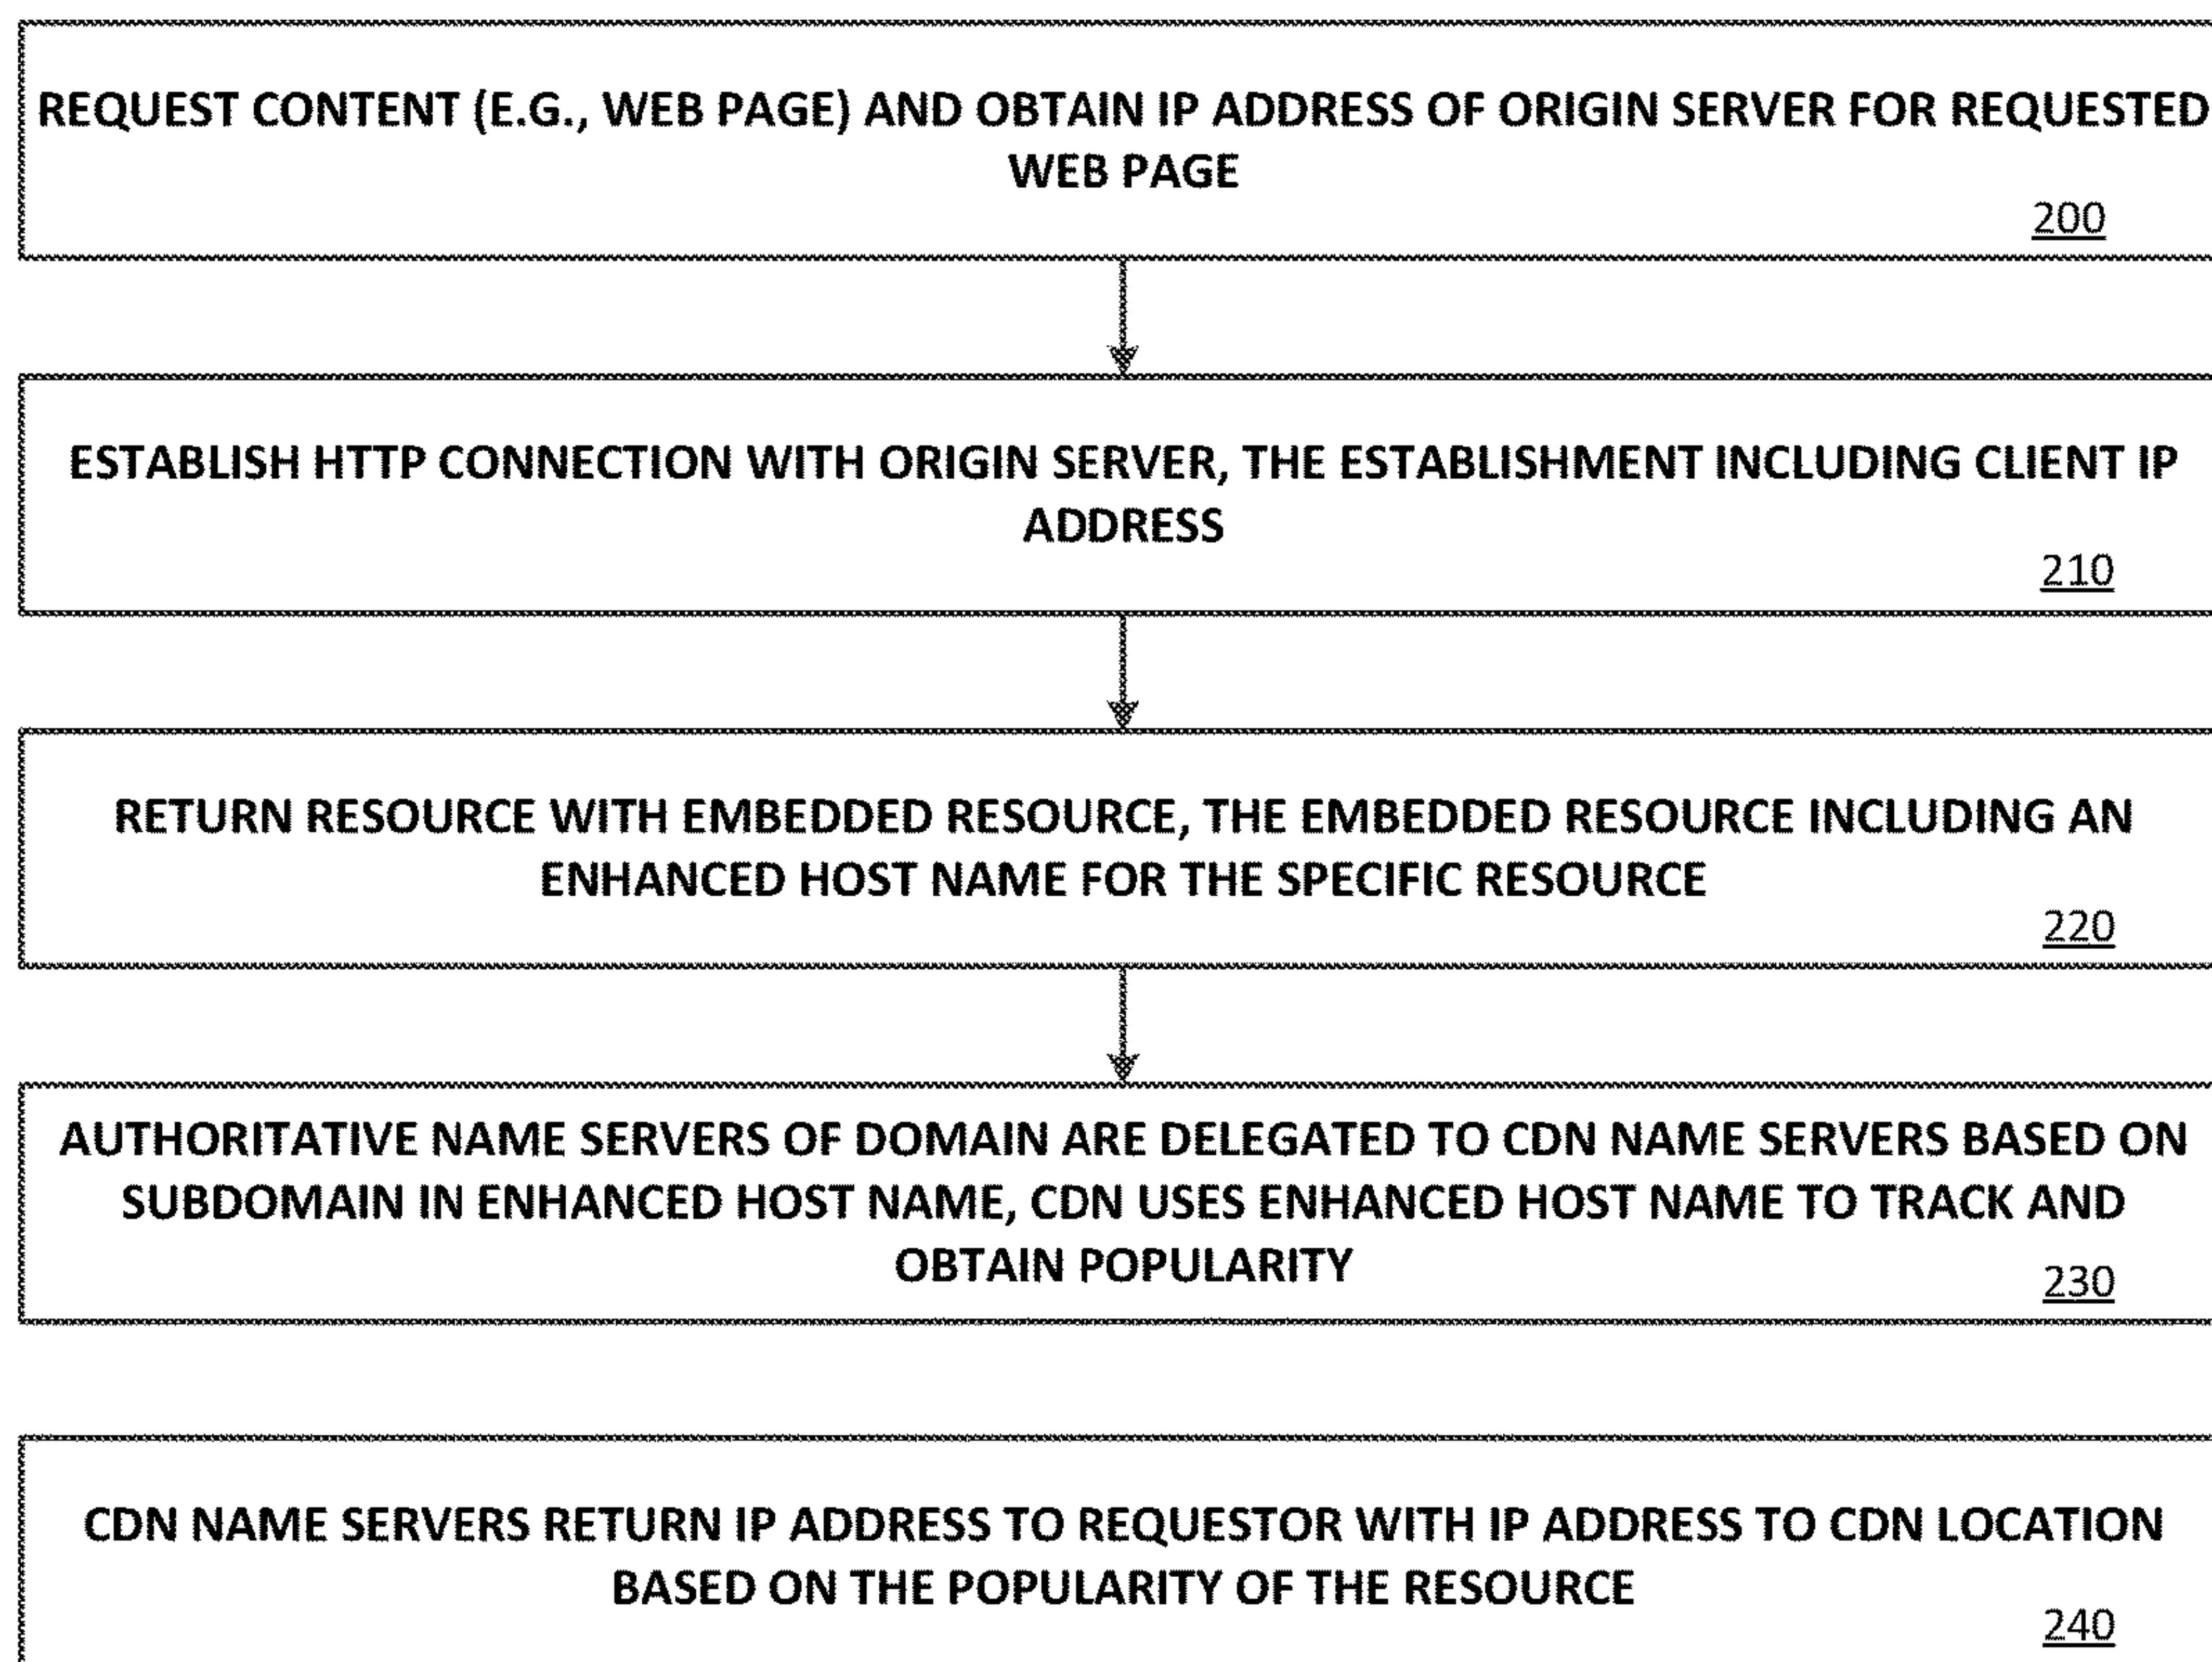 REQUEST CONTENT (E.G., WEB PAGE) AND OBTAIN IP ADDRESS OF ORIGIN SERVER FOR REQUESTED
WEB PAGE
200
ESTABLISH HTTP CONNECTION WITH ORIGIN SERVER, THE ESTABLISHMENT INCLUDING CLIENT IP
ADDRESS
210
RETURN RESOURCE WITH EMBEDDED RESOURCE, THE EMBEDDED RESOURCE INCLUDING AN
ENHANCED HOST NAME FOR THE SPECIFIC RESOURCE
220
AUTHORITATIVE NAME SERVERS OF DOMAIN ARE DELEGATED TO CDN NAME SERVERS BASED ON
SUBDOMAIN IN ENHANCED HOST NAME, CDN USES ENHANCED HOST NAME TO TRACK AND
OBTAIN POPULARITY
230
CDN NAME SERVERS RETURN IP ADDRESS TO REQUESTOR WITH IP ADDRESS TO CDN LOCATION
BASED ON THE POPULARITY OF THE RESOURCE
240